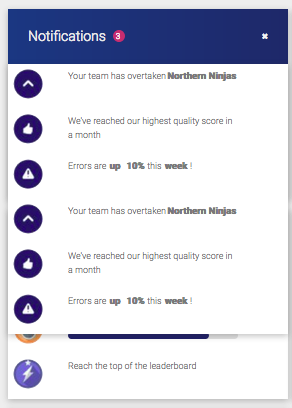 Notifications 3
Your team has overtaken Northern Ninjas
We've reached our highest quality score in
a month
Errors are up 10% this week !
Your team has overtaken Northern Ninjas
We've reached our highest quality score in
a month
Errors are up 10% this week !
Reach the top of the leaderboard